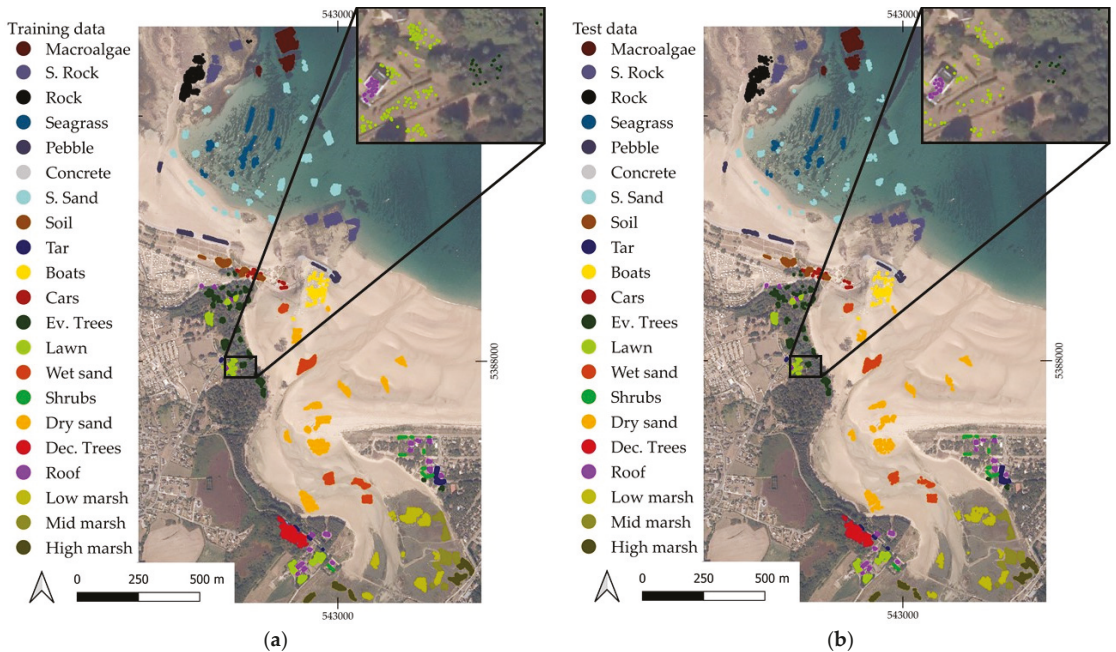 543000
Training data
Macroalgae
S. Rock
Rock
Seagrass
Pebble
Concrete
S. Sand
Soil
Tar
Boats
Cars
Ev. Trees
Lawn
Wet sand
Shrubs
Dry sand
Dec. Trees
Roof
Low marsh
Mid marsh
High marsh
5388000
0 250 500 m
543000
(a)
543000
Test data
Macroalgae
S. Rock
Rock
Seagrass
Pebble
Concrete
S. Sand
Soil
Tar
Boats
Cars
Ev. Trees
Lawn
Wet sand
Shrubs
Dry sand
Dec. Trees
Roof
Low marsh
Mid marsh
High marsh
5388000
0 250 500 m
543000
(b)